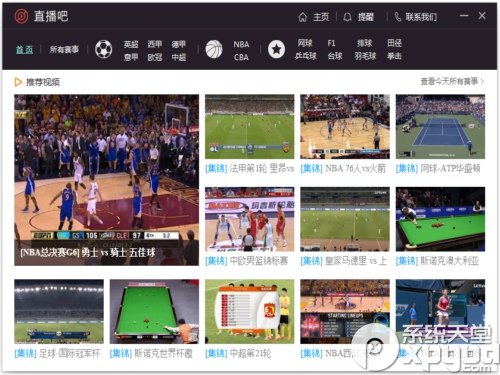 直播吧
主页
提醒
联系我们
首页
所有赛事
英超 西甲 德甲
意甲 欧冠 中超
NBA
CBA
网球 F1 排球 田径
乒乓球 台球 羽毛球 拳击
推荐视频
查看今天所有赛事
[NBA总决赛G6] 勇士 vs 骑士 五佳球
[集锦] 法甲第1轮 里昂vs
[集锦] NBA 76人vs火箭
[集锦] 网球-ATP华盛顿
[集锦] 中欧男篮锦标赛
[集锦] 皇家马德里 vs 上
[集锦] 斯诺克澳大利亚
[集锦] 足球-国际冠军杯
[集锦] 斯诺克世界杯邀
[集锦] 中超第21轮
[集锦] NBA西
STARTING LINEUPS
系统天堂